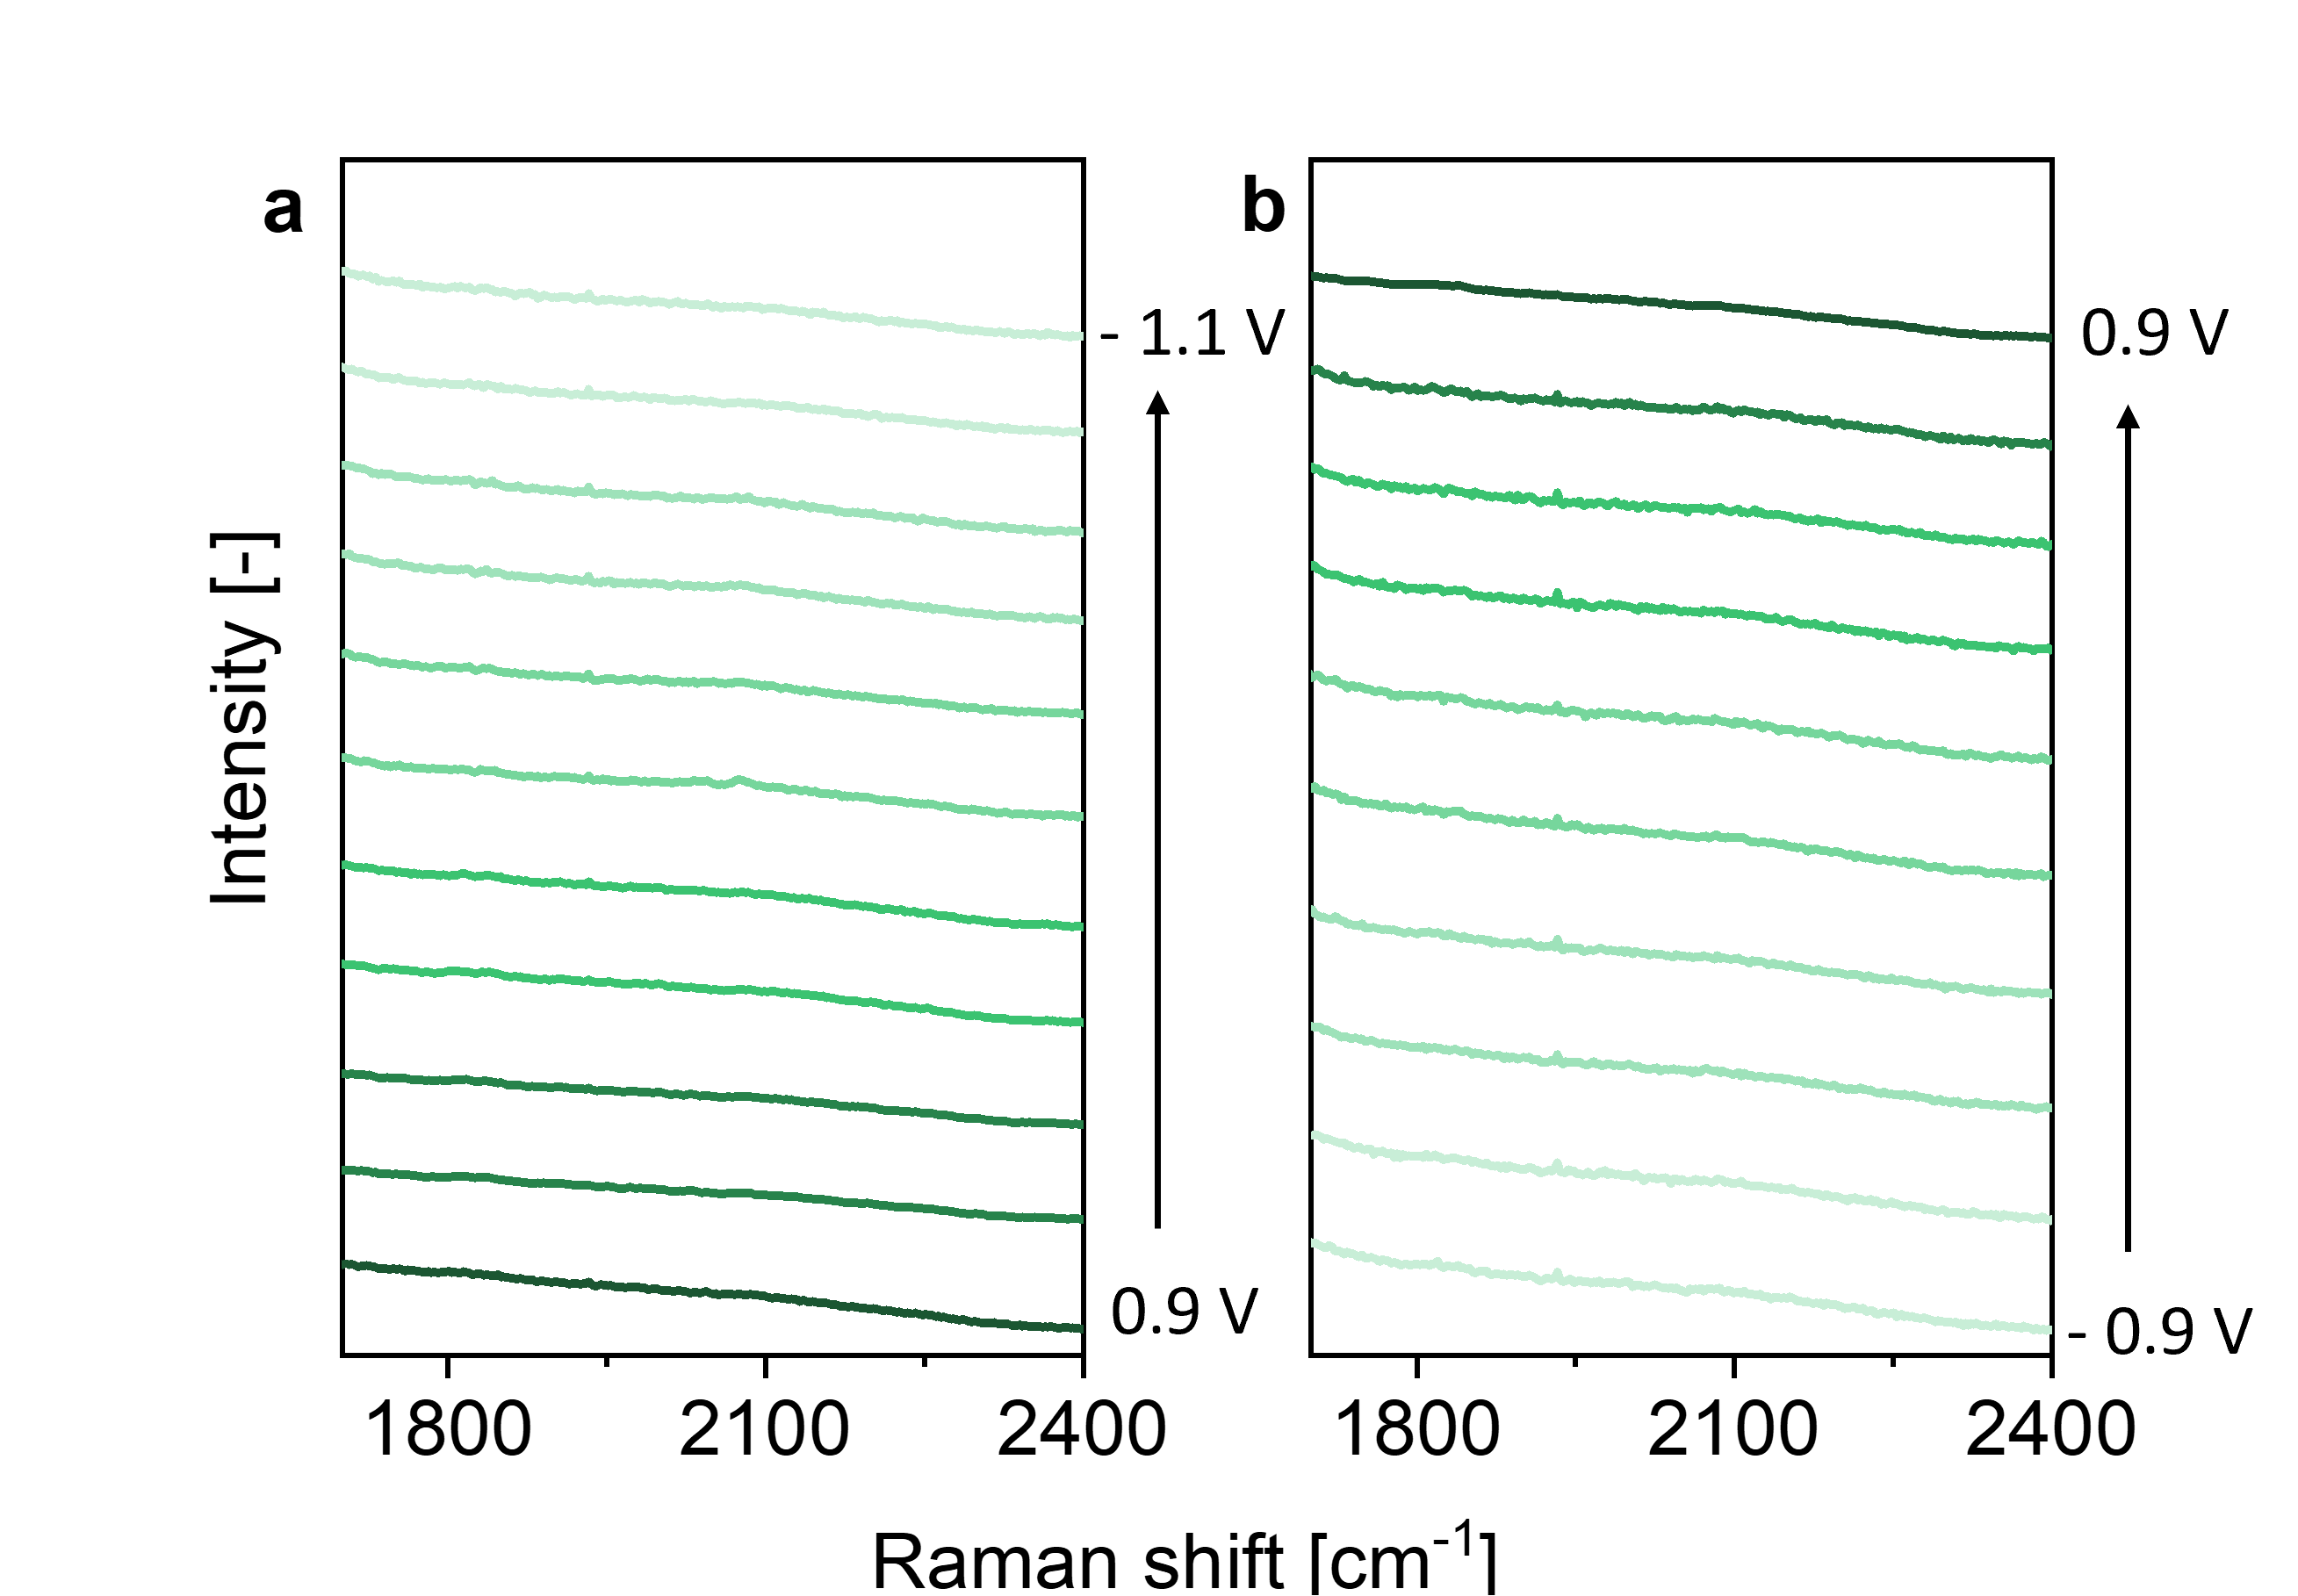 a
b
- 1.1 V
0.9 V
Intensity [-]
0.9 V
- 0.9 V
1800
2100
2400
1800
2100
2400
Raman shift [cm-1]